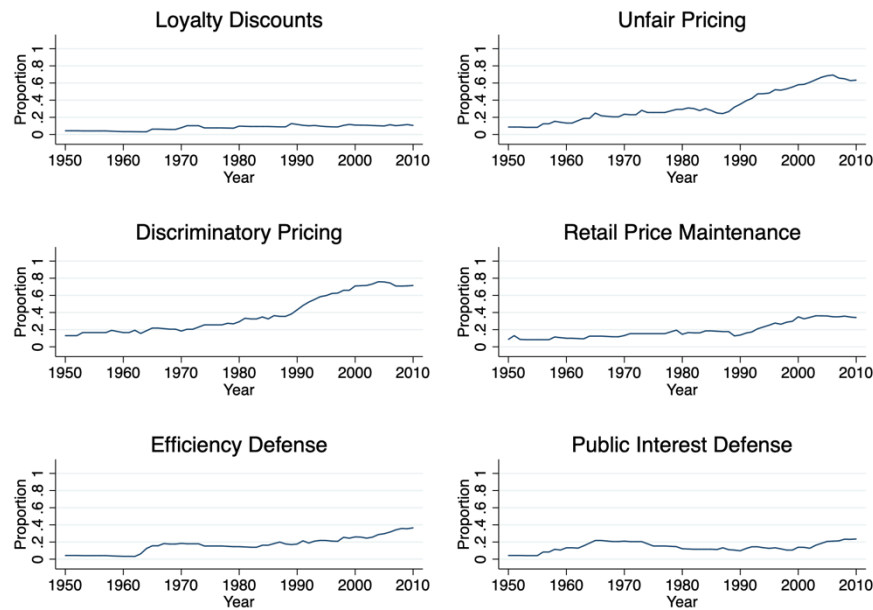 Loyalty Discounts
Proportion
0 .2 .4 .6 .8 1
1950 1960 1970 1980 1990 2000 2010
Year
Unfair Pricing
Proportion
0 .2 .4 .6 .8 1
1950 1960 1970 1980 1990 2000 2010
Year
Discriminatory Pricing
Proportion
0 .2 .4 .6 .8 1
1950 1960 1970 1980 1990 2000 2010
Year
Retail Price Maintenance
Proportion
0 .2 .4 .6 .8 1
1950 1960 1970 1980 1990 2000 2010
Year
Efficiency Defense
Proportion
0 .2 .4 .6 .8 1
1950 1960 1970 1980 1990 2000 2010
Year
Public Interest Defense
Proportion
0 .2 .4 .6 .8 1
1950 1960 1970 1980 1990 2000 2010
Year